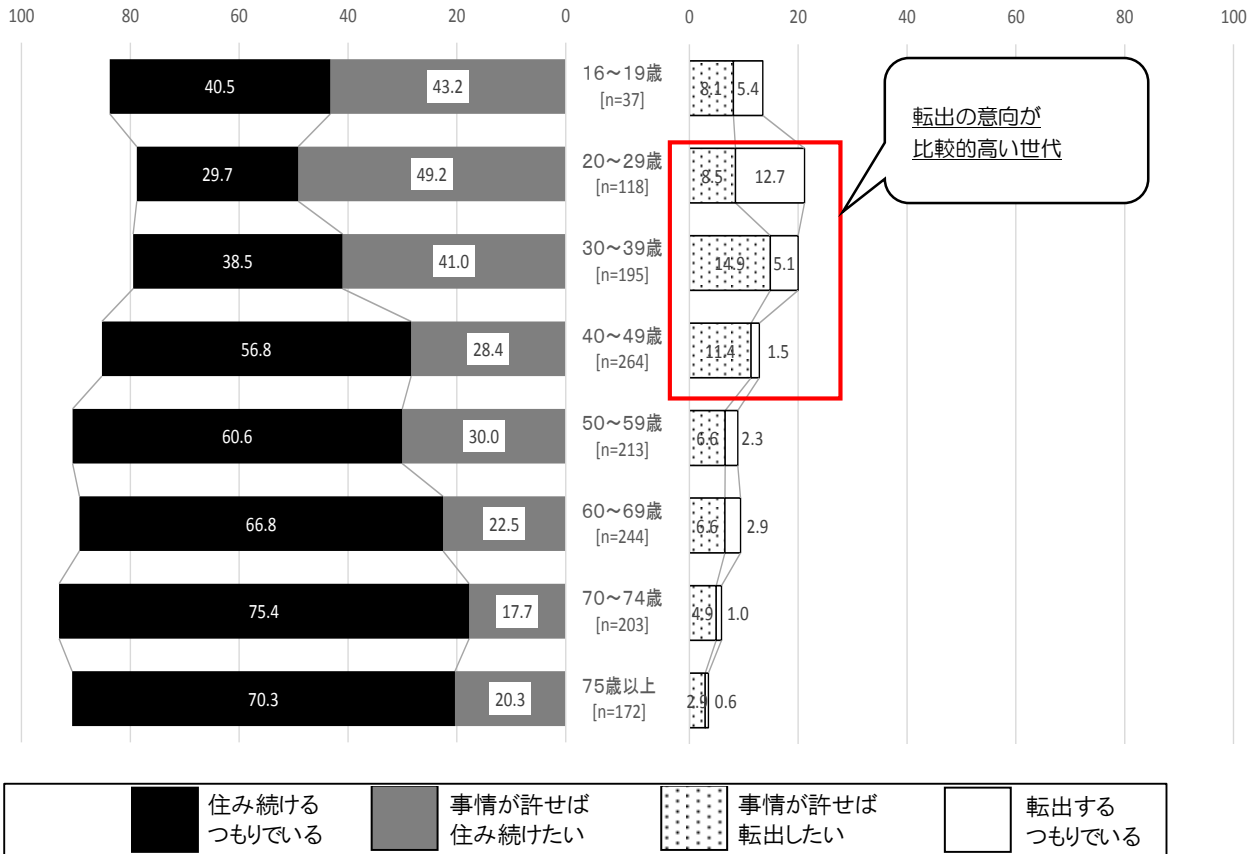 100 80 60 40 20 0 0 20 40 60 80 100
40.5 43.2 16～19歳 8.1 5.4
[n=37]
転出の意向が
比較的高い世代
29.7 49.2 20～29歳 8.5 12.7
[n=118]
38.5 41.0 30～39歳 14.9 5.1
[n=195]
56.8 28.4 40～49歳 11.4 1.5
[n=264]
60.6 30.0 50～59歳 6.6 2.3
[n=213]
66.8 22.5 60～69歳 6.6 2.9
[n=244]
75.4 17.7 70～74歳 4.9 1.0
[n=203]
70.3 20.3 75歳以上 2.9 0.6
[n=172]
住み続ける
つもりでいる
事情が許せば
住み続けたい
事情が許せば
転出したい
転出する
つもりでいる